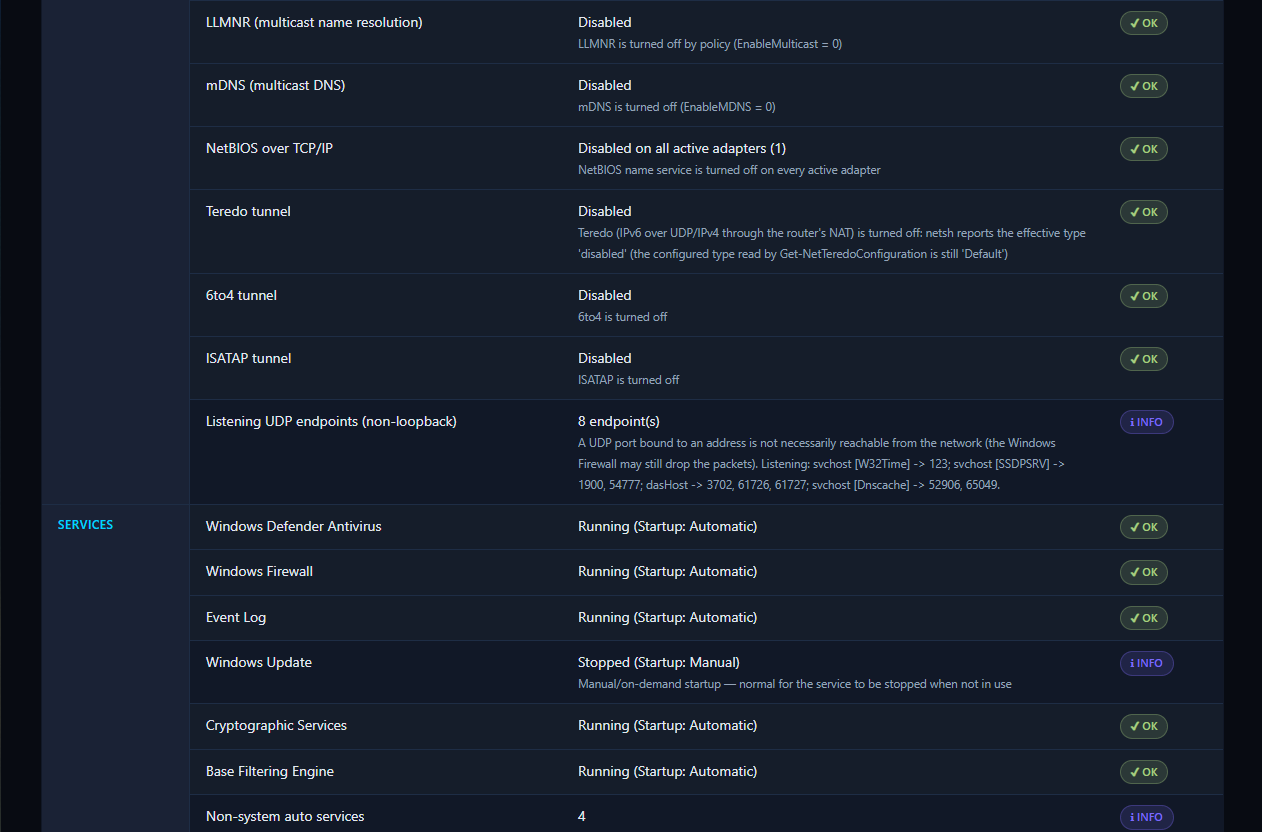 LLMNR (multicast name resolution)
Disabled
✔ OK
LLMNR is turned off by policy (EnableMulticast = 0)
mDNS (multicast DNS)
Disabled
✔ OK
mDNS is turned off (EnableMDNS = 0)
NetBIOS over TCP/IP
Disabled on all active adapters (1)
✔ OK
NetBIOS name service is turned off on every active adapter
Teredo tunnel
Disabled
✔ OK
Teredo (IPv6 over UDP/IPv4 through the router's NAT) is turned off: netsh reports the effective type
'disabled' (the configured type read by Get-NetTeredoConfiguration is still 'Default')
6to4 tunnel
Disabled
✔ OK
6to4 is turned off
ISATAP tunnel
Disabled
✔ OK
ISATAP is turned off
Listening UDP endpoints (non-loopback)
8 endpoint(s)
ℹ INFO
A UDP port bound to an address is not necessarily reachable from the network (the Windows
Firewall may still drop the packets). Listening: svchost [W32Time] -> 123; svchost [SSDPSRV] ->
1900, 54777; dasHost -> 3702, 61726, 61727; svchost [Dnscache] -> 52906, 65049.
SERVICES
Windows Defender Antivirus
Running (Startup: Automatic)
✔ OK
Windows Firewall
Running (Startup: Automatic)
✔ OK
Event Log
Running (Startup: Automatic)
✔ OK
Windows Update
Stopped (Startup: Manual)
ℹ INFO
Manual/on-demand startup — normal for the service to be stopped when not in use
Cryptographic Services
Running (Startup: Automatic)
✔ OK
Base Filtering Engine
Running (Startup: Automatic)
✔ OK
Non-system auto services
4
ℹ INFO